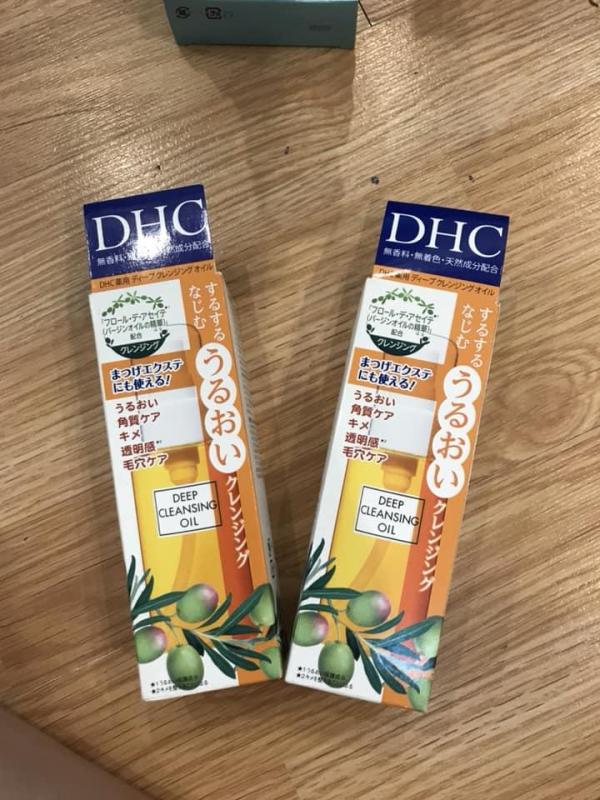 DHC
無香料・無着色・天然成分配合
DHC 薬用 ディープ クレンジング オイル
「フロール・デ・アセイテ
(バージンオイルの精華)」
配合
クレンジング
するする
なじむ
うるおい
クレンジング
まつげエクステ
にも使える!
うるおい
角質ケア
キメ
透明感
毛穴ケア
DEEP
CLEANSING
OIL
DHC
無香料・無着色・天然成分配合
DHC 薬用 ディープ クレンジング オイル
「フロール・デ・アセイテ
(バージンオイルの精華)」
配合
クレンジング
するする
なじむ
うるおい
クレンジング
まつげエクステ
にも使える!
うるおい
角質ケア
キメ
透明感
毛穴ケア
DEEP
CLEANSING
OIL